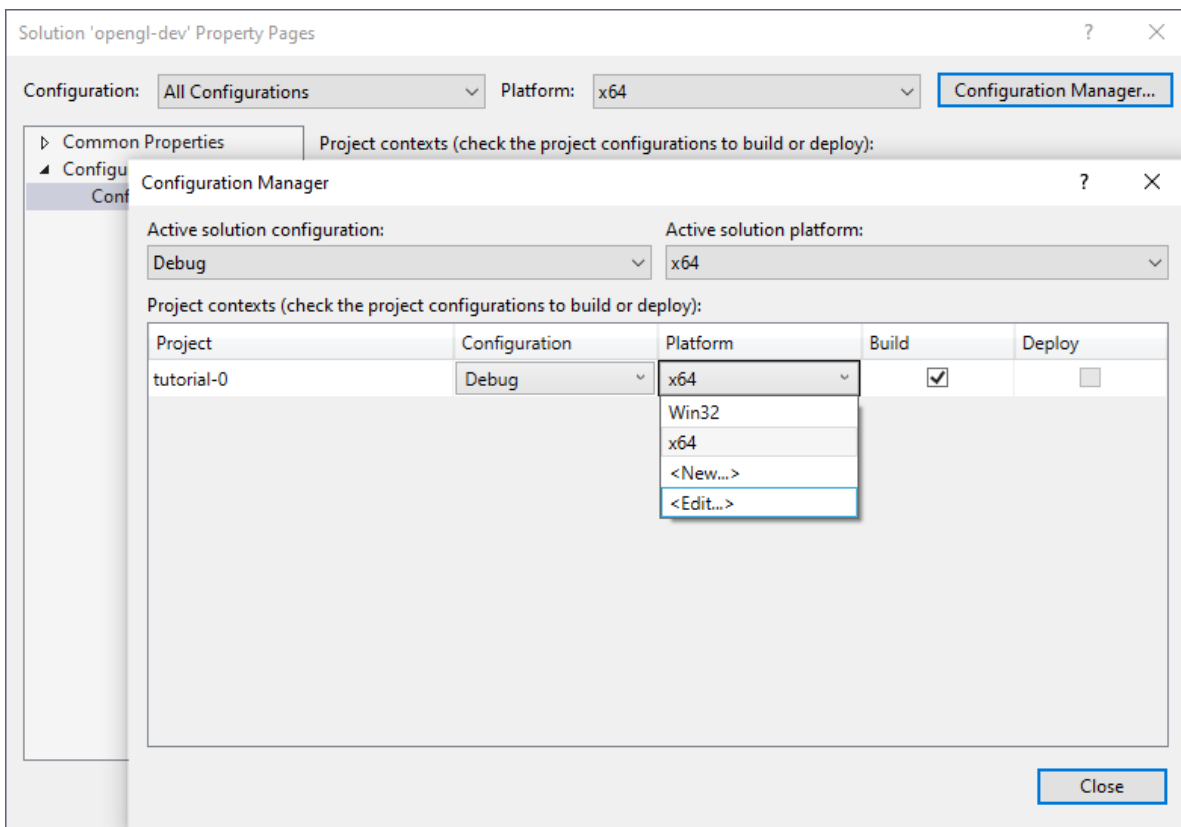 Solution 'opengl-dev' Property Pages ?
Configuration: All Configurations Platform: x64 Configuration Manager...
Common Properties
Project contexts (check the project configurations to build or deploy):
Configu
Conf
Configuration Manager ?
Active solution configuration: Active solution platform:
Debug x64
Project contexts (check the project configurations to build or deploy):
Project Configuration Platform Build Deploy
tutorial-0 Debug x64
Win32
x64
<New...>
<Edit...>
Close